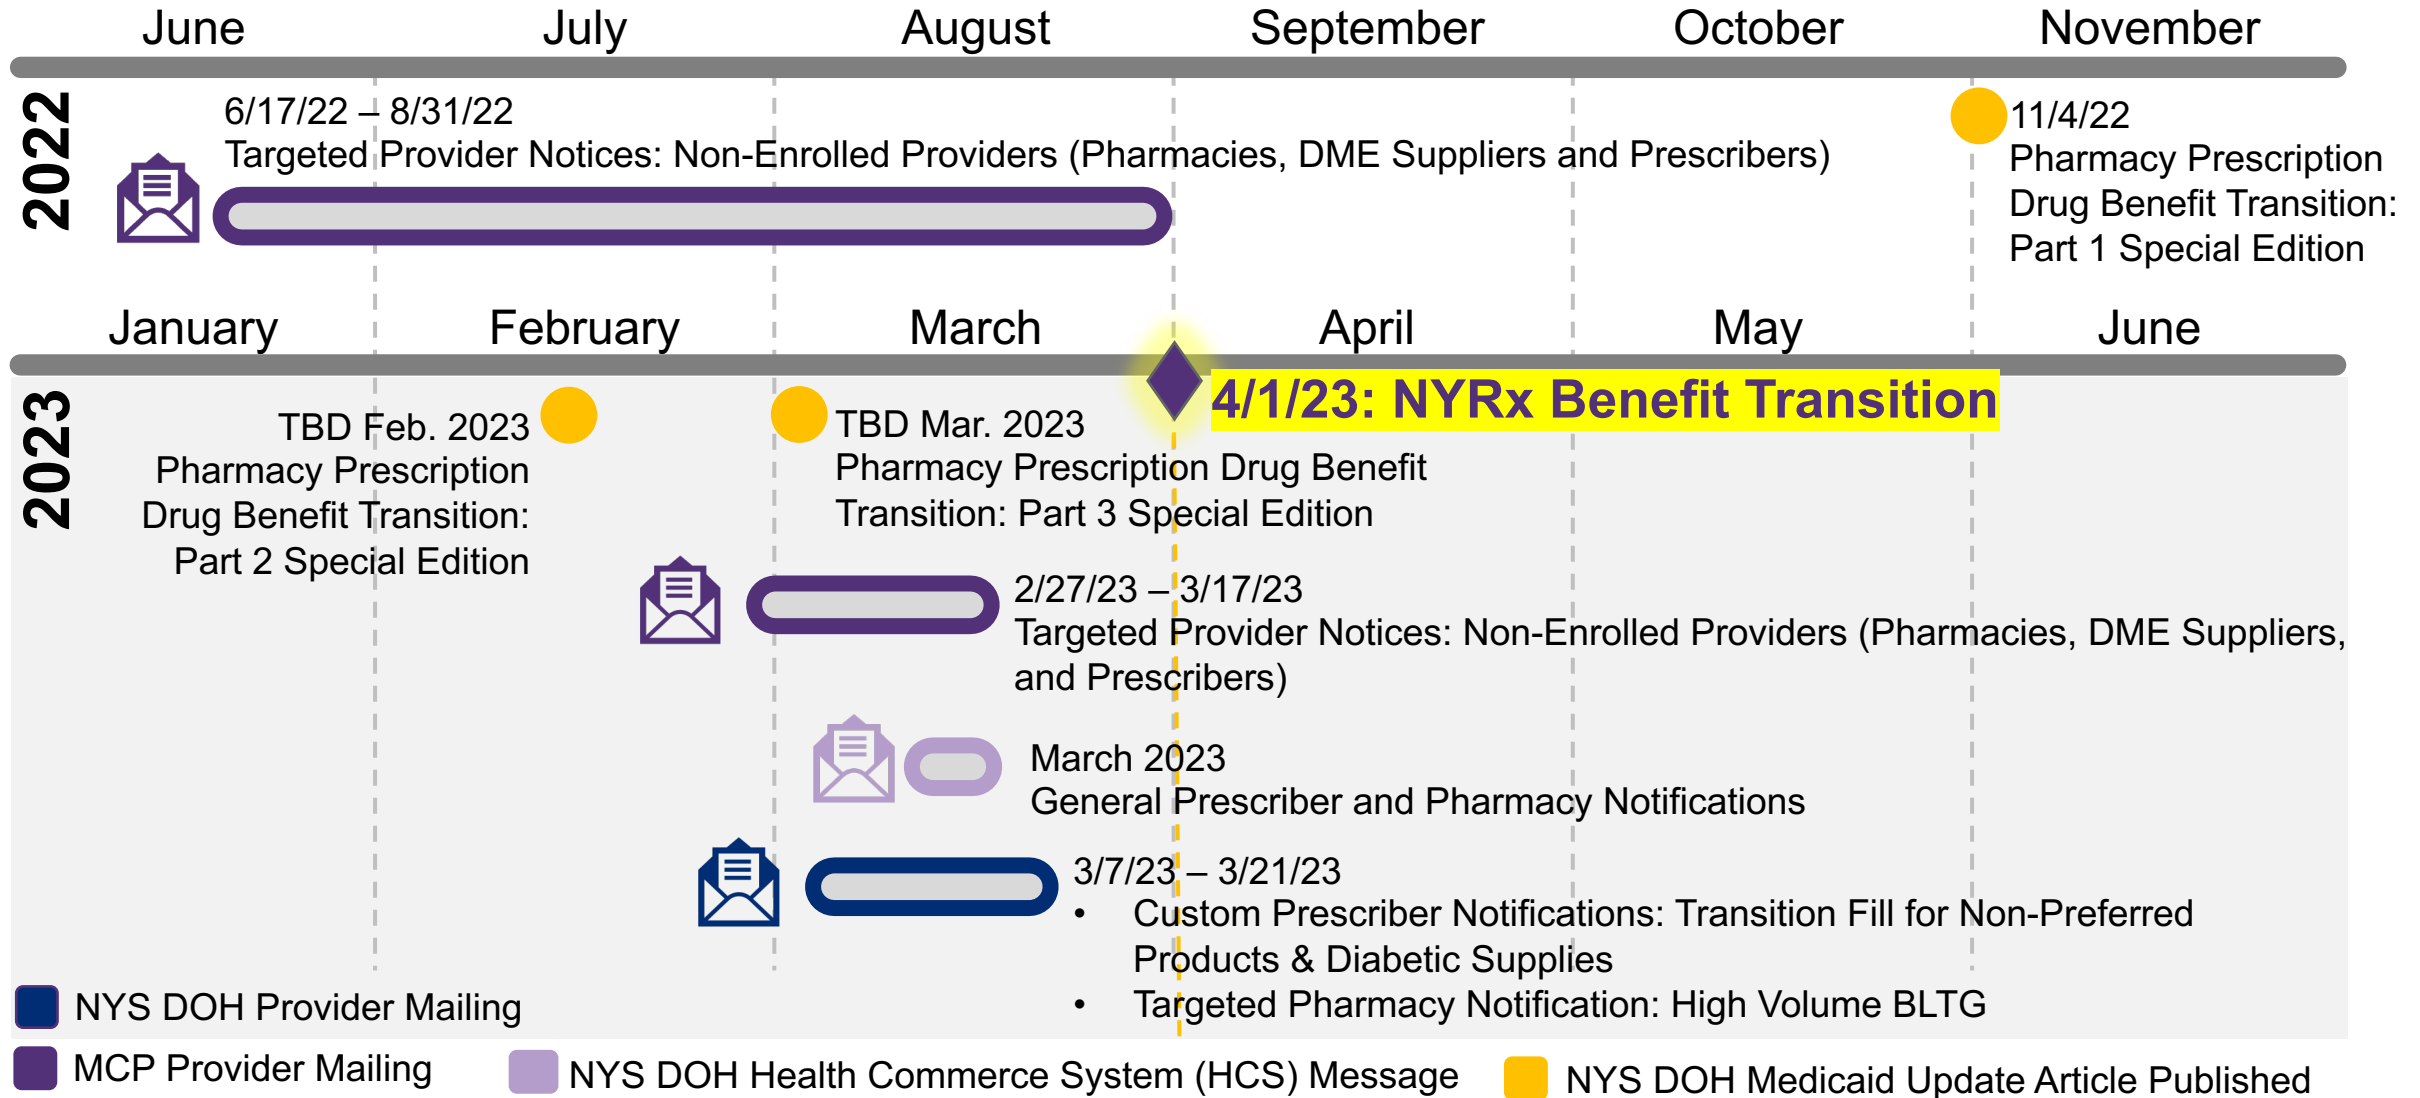 June July August September October November
2022
6/17/22 – 8/31/22
Targeted Provider Notices: Non-Enrolled Providers (Pharmacies, DME Suppliers and Prescribers)
11/4/22
Pharmacy Prescription
Drug Benefit Transition:
Part 1 Special Edition
January February March April May June
2023
4/1/23: NYRx Benefit Transition
TBD Feb. 2023
Pharmacy Prescription
Drug Benefit Transition:
Part 2 Special Edition
TBD Mar. 2023
Pharmacy Prescription Drug Benefit
Transition: Part 3 Special Edition
2/27/23 – 3/17/23
Targeted Provider Notices: Non-Enrolled Providers (Pharmacies, DME Suppliers,
and Prescribers)
March 2023
General Prescriber and Pharmacy Notifications
3/7/23 – 3/21/23
• Custom Prescriber Notifications: Transition Fill for Non-Preferred
Products & Diabetic Supplies
• Targeted Pharmacy Notification: High Volume BLTG
NYS DOH Provider Mailing
MCP Provider Mailing
NYS DOH Health Commerce System (HCS) Message
NYS DOH Medicaid Update Article Published